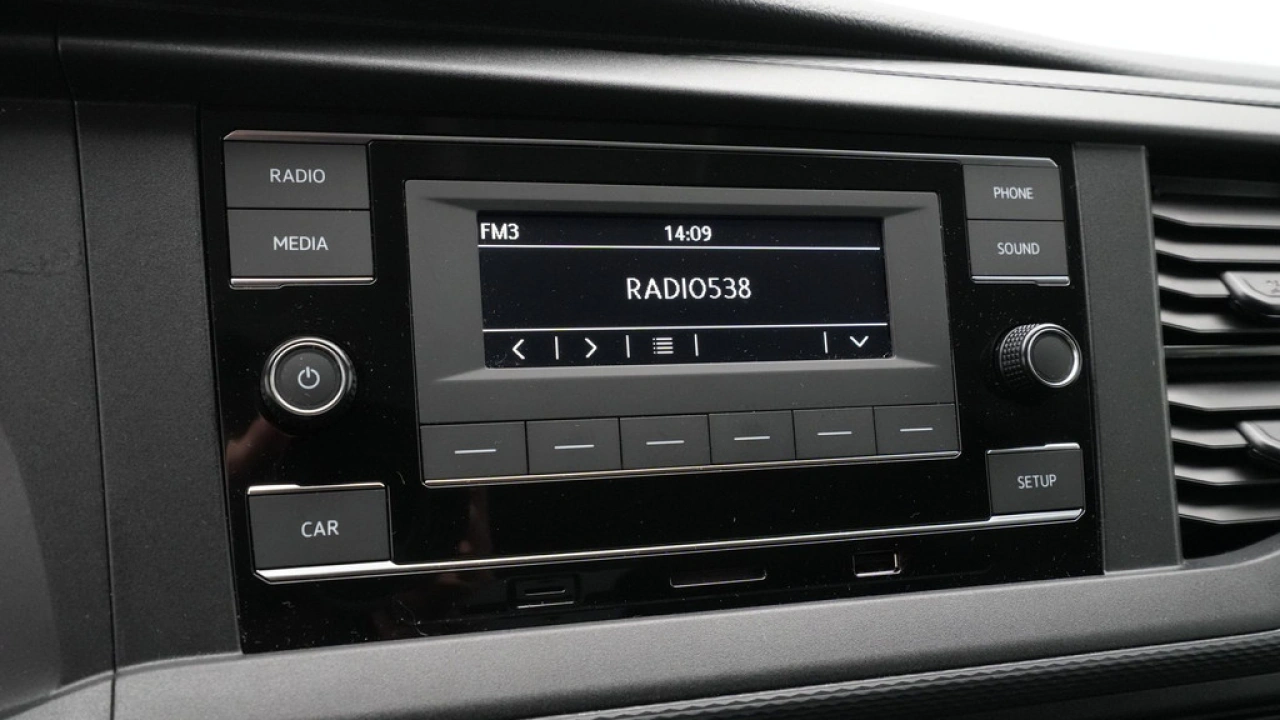 RADIO
MEDIA
FM3 14:09
RADIO538
PHONE
SOUND
CAR
SETUP